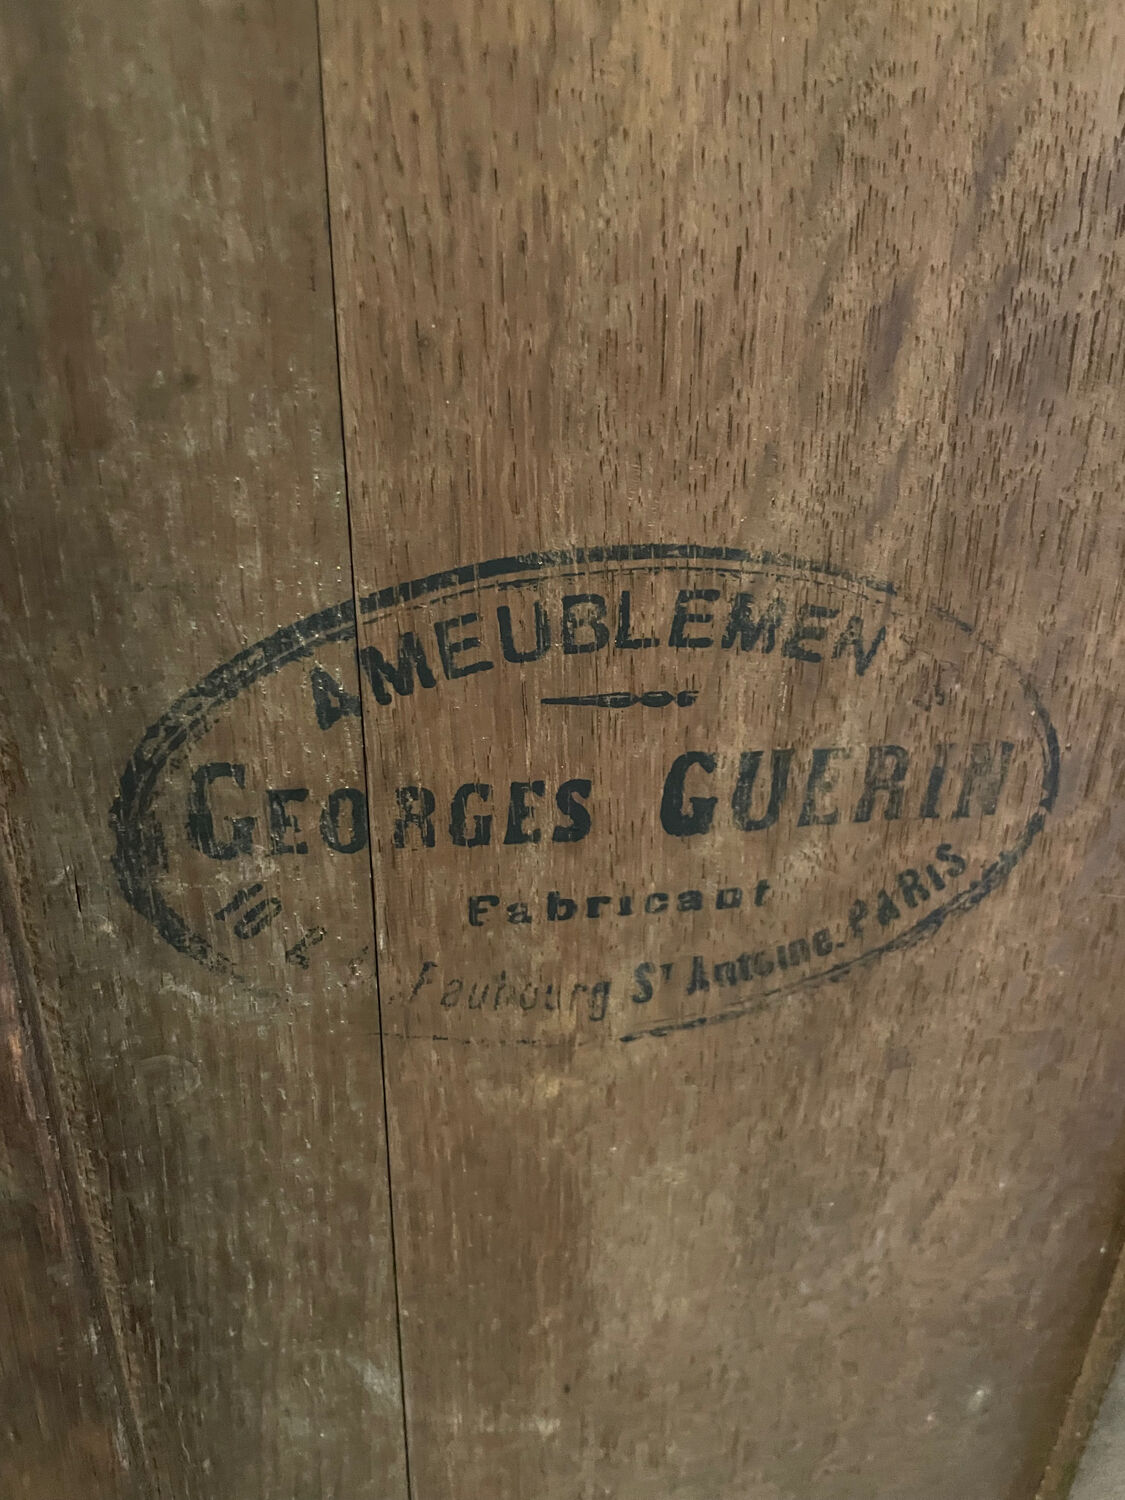 AMEUBLEMEN
GEORGES GUERIN
Fabricant
Faubourg ST Antoine. PARIS